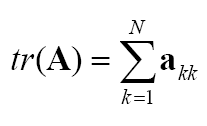 tr(A) = ∑_{k=1}^{N} a_{kk}